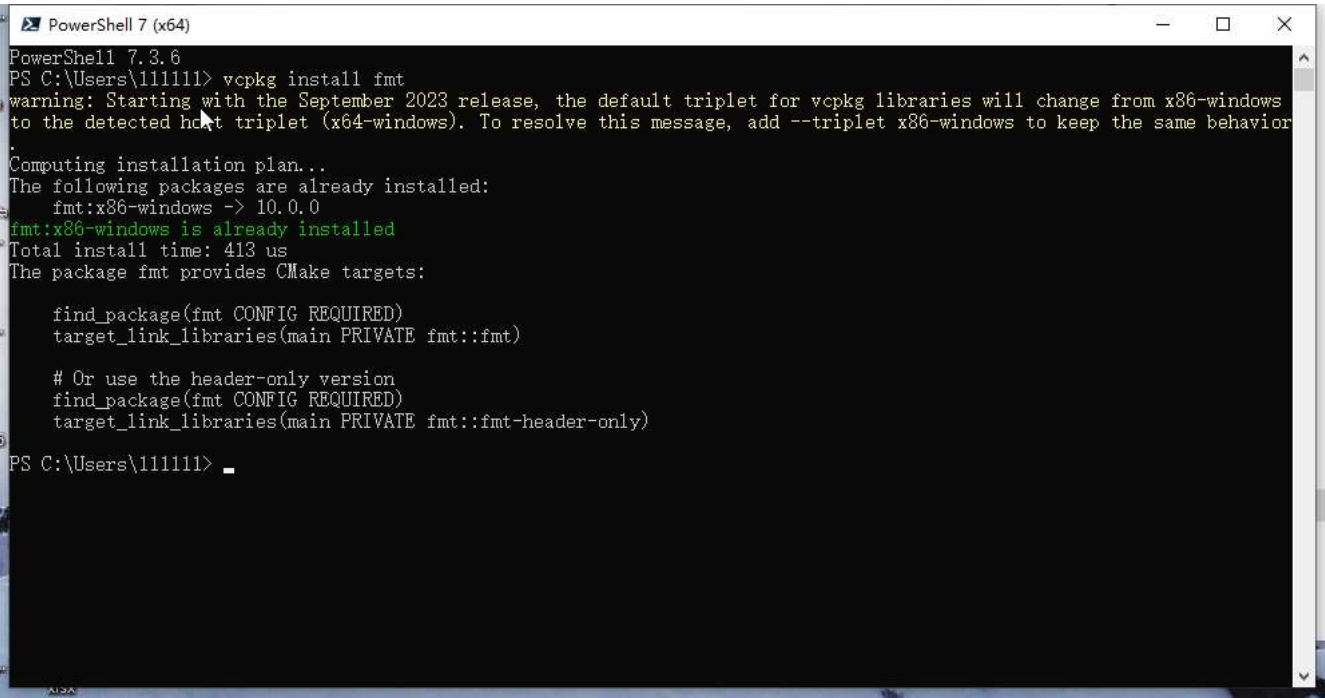 PowerShell 7 (x64)
PowerShell 7.3.6
PS C:\Users\111111> vcpkg install fmt
warning: Starting with the September 2023 release, the default triplet for vcpkg libraries will change from x86-windows
to the detected host triplet (x64-windows). To resolve this message, add --triplet x86-windows to keep the same behavior
.
Computing installation plan...
The following packages are already installed:
    fmt:x86-windows -> 10.0.0
fmt:x86-windows is already installed
Total install time: 413 us
The package fmt provides CMake targets:

    find_package(fmt CONFIG REQUIRED)
    target_link_libraries(main PRIVATE fmt::fmt)

    # Or use the header-only version
    find_package(fmt CONFIG REQUIRED)
    target_link_libraries(main PRIVATE fmt::fmt-header-only)

PS C:\Users\111111>